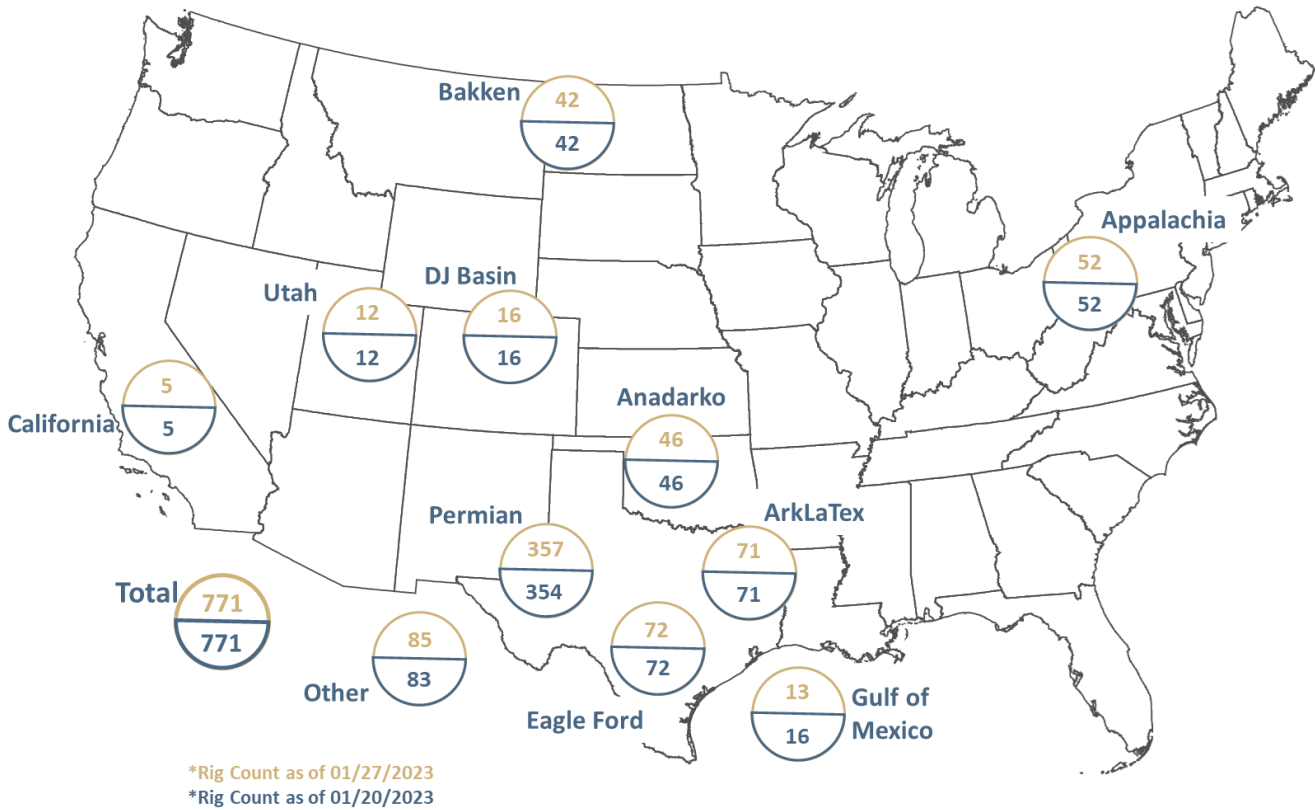 Bakken
42
42
Appalachia
52
52
DJ Basin
16
16
Utah
12
12
California
5
5
Anadarko
46
46
ArkLaTex
71
71
Permian
357
354
Total
771
771
Other
85
83
Eagle Ford
72
72
Gulf of
Mexico
13
16
*Rig Count as of 01/27/2023
*Rig Count as of 01/20/2023